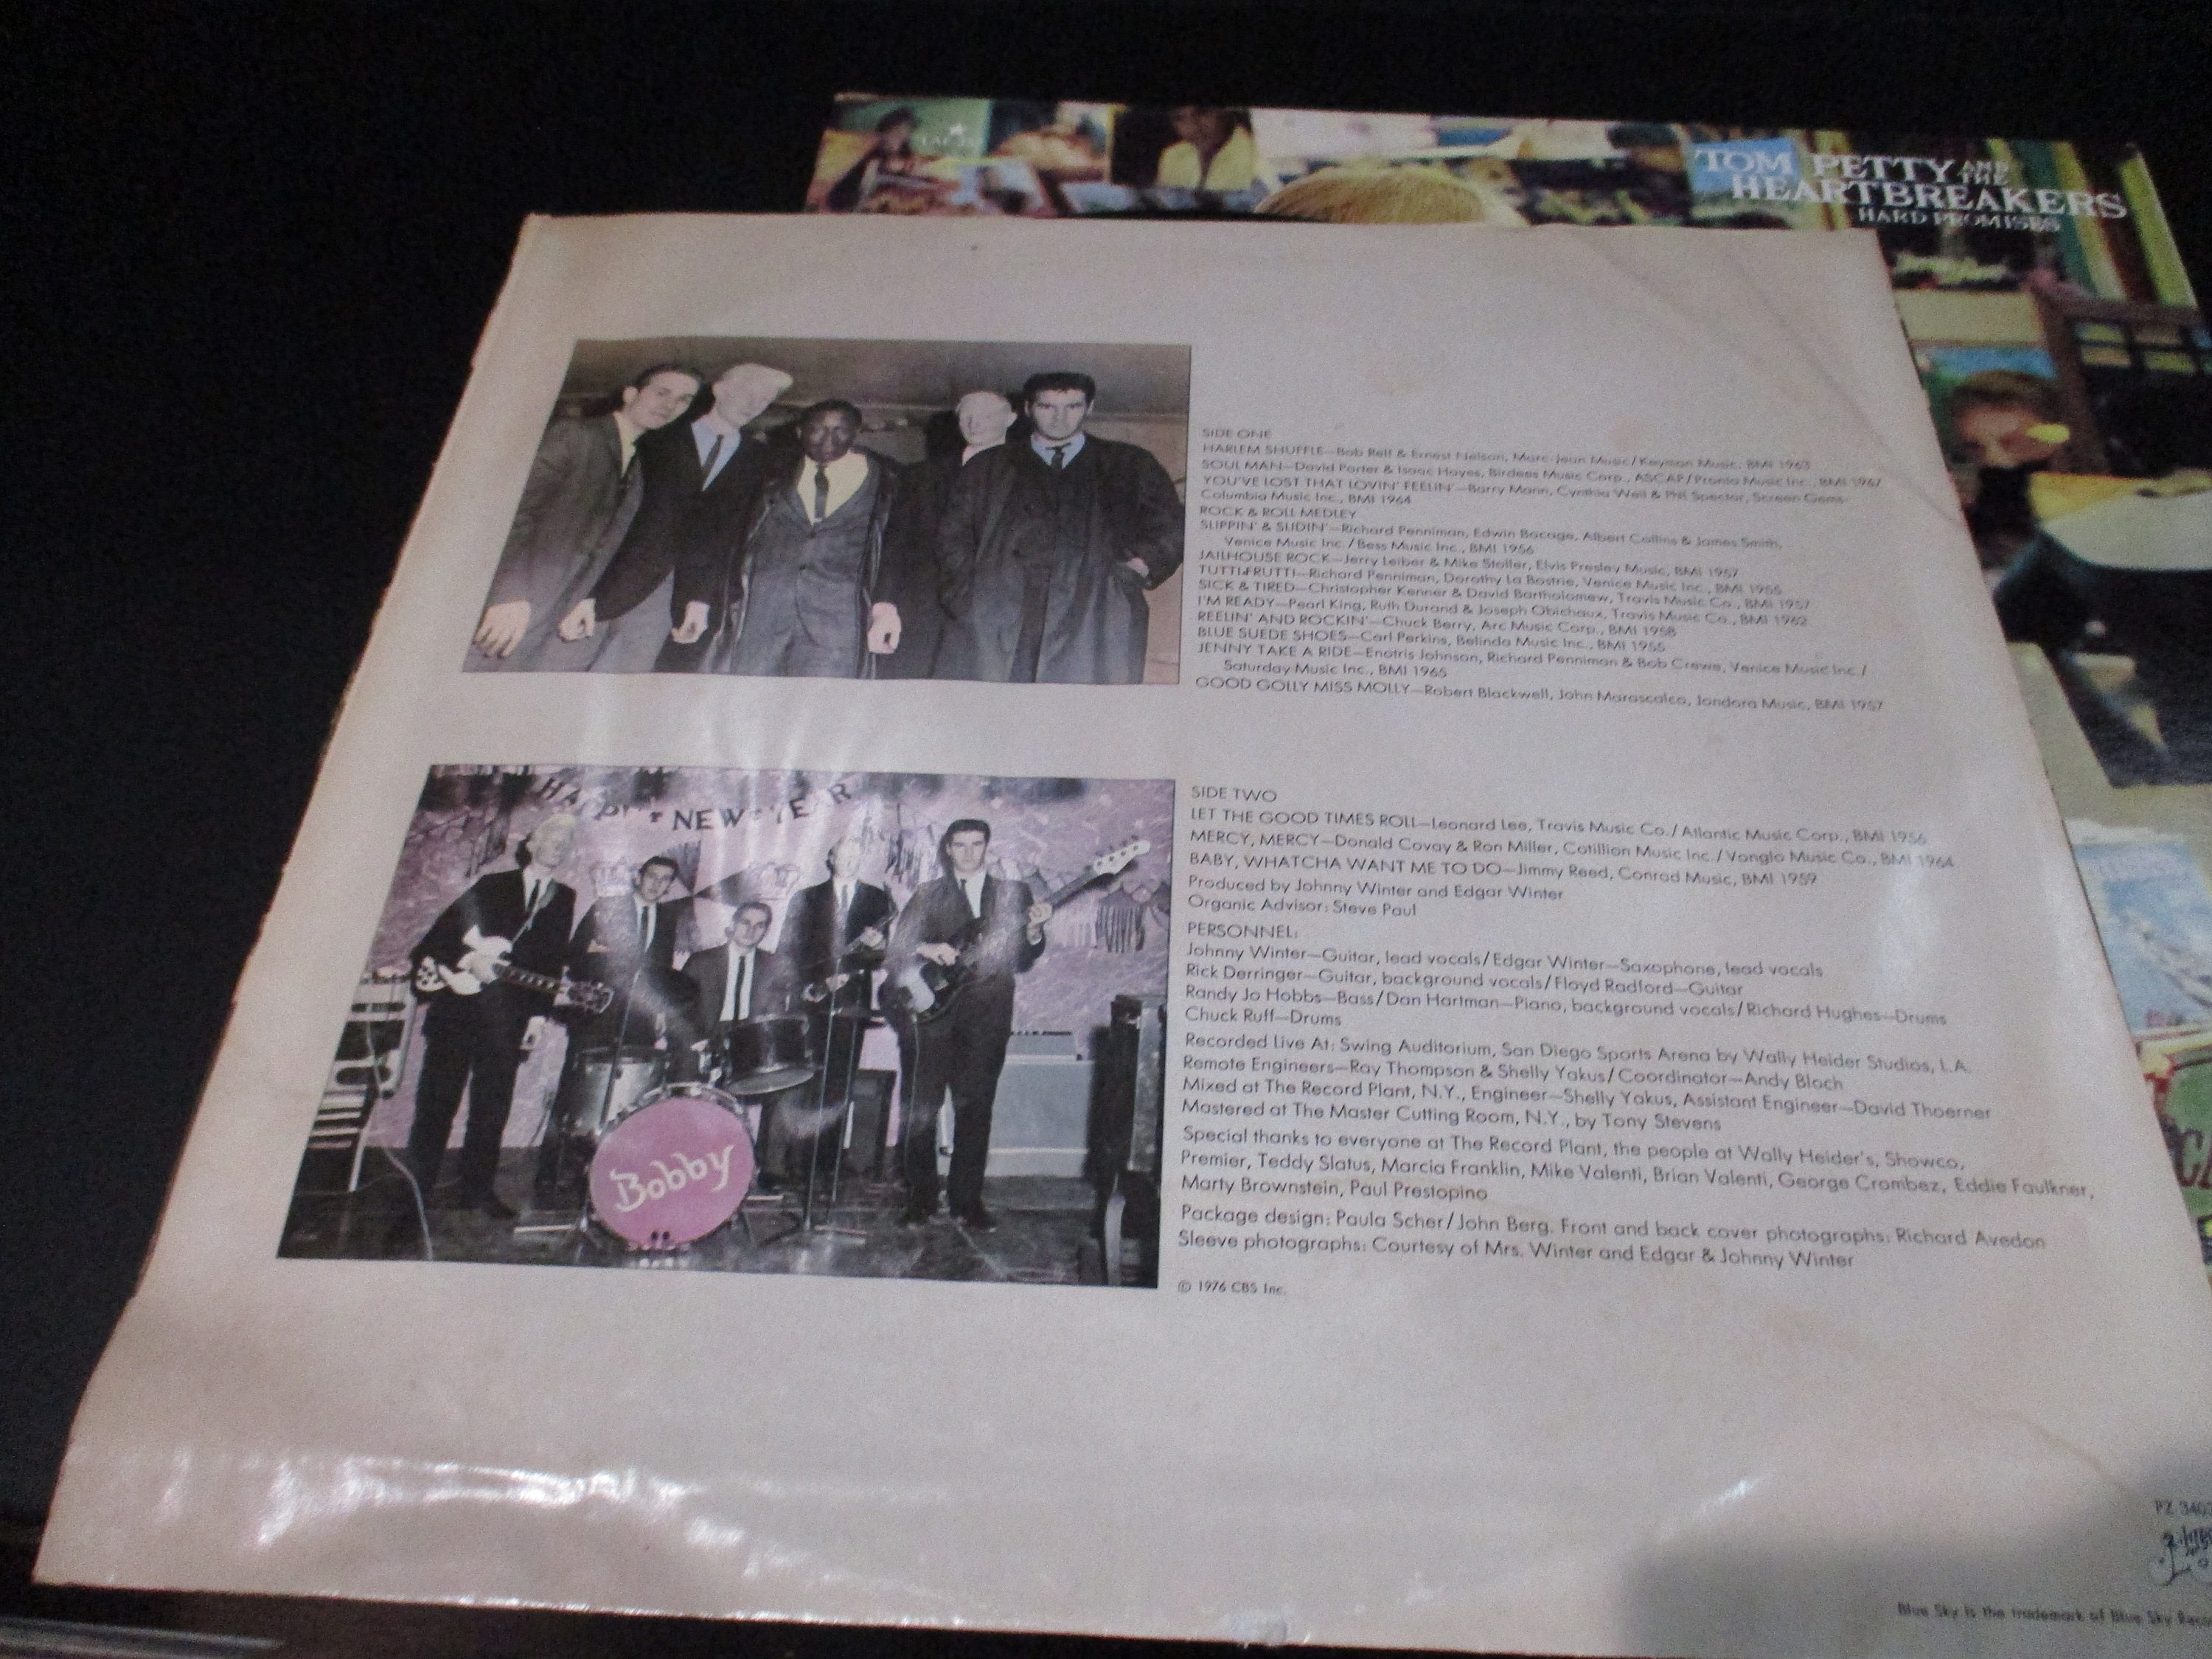 TOM PETTY AND THE
HEARTBREAKERS
HARD PROMISES
SIDE ONE
HARLEM SHUFFLE—Bob Relf & Ernest Nelson, Marc-Jean Music/Keyman Music, BMI 1963
SOUL MAN—David Porter & Isaac Hayes, Birdees Music Corp., ASCAP/Pronto Music Inc., BMI 1967
YOU'VE LOST THAT LOVIN' FEELIN'—Barry Mann, Cynthia Weil & Phil Spector, Screen Gems-
Columbia Music Inc., BMI 1964
ROCK & ROLL MEDLEY
SLIPPIN' & SLIDIN'—Richard Penniman, Edwin Bocage, Albert Collins & James Smith,
Venice Music Inc./Bess Music Inc., BMI 1956
JAILHOUSE ROCK—Jerry Leiber & Mike Stoller, Elvis Presley Music, BMI 1957
TUTTI-FRUTTI—Richard Penniman, Dorothy La Bostrie, Venice Music Inc., BMI 1955
SICK & TIRED—Christopher Kenner & David Bartholomew, Travis Music Co., BMI 1957
I'M READY—Pearl King, Ruth Durand & Joseph Obichaux, Travis Music Co., BMI 1962
REELIN' AND ROCKIN'—Chuck Berry, Arc Music Corp., BMI 1958
BLUE SUEDE SHOES—Carl Perkins, Belinda Music Inc., BMI 1955
JENNY TAKE A RIDE—Enotris Johnson, Richard Penniman & Bob Crewe, Venice Music Inc./
Saturday Music Inc., BMI 1965
GOOD GOLLY MISS MOLLY—Robert Blackwell, John Marascalco, Jondora Music, BMI 1957
HAPPY NEW YEAR
Bobby
SIDE TWO
LET THE GOOD TIMES ROLL—Leonard Lee, Travis Music Co./Atlantic Music Corp., BMI 1956
MERCY, MERCY—Donald Covay & Ron Miller, Cotillion Music Inc./Vonglo Music Co., BMI 1964
BABY, WHATCHA WANT ME TO DO—Jimmy Reed, Conrad Music, BMI 1959
Produced by Johnny Winter and Edgar Winter
Organic Advisor: Steve Paul
PERSONNEL:
Johnny Winter—Guitar, lead vocals/Edgar Winter—Saxophone, lead vocals
Rick Derringer—Guitar, background vocals/Floyd Radford—Guitar
Randy Jo Hobbs—Bass/Dan Hartman—Piano, background vocals/Richard Hughes—Drums
Chuck Ruff—Drums
Recorded Live At: Swing Auditorium, San Diego Sports Arena by Wally Heider Studios, L.A.
Remote Engineers—Ray Thompson & Shelly Yakus/Coordinator—Andy Bloch
Mixed at The Record Plant, N.Y., Engineer—Shelly Yakus, Assistant Engineer—David Thoerner
Mastered at The Master Cutting Room, N.Y., by Tony Stevens
Special thanks to everyone at The Record Plant, the people at Wally Heider's, Showco,
Premier, Teddy Slatus, Marcia Franklin, Mike Valenti, Brian Valenti, George Crombez, Eddie Faulkner,
Marty Brownstein, Paul Prestopino
Package design: Paula Scher/John Berg. Front and back cover photographs: Richard Avedon
Sleeve photographs: Courtesy of Mrs. Winter and Edgar & Johnny Winter
© 1976 CBS Inc.
PZ 340
Blue Sky is the trademark of Blue Sky